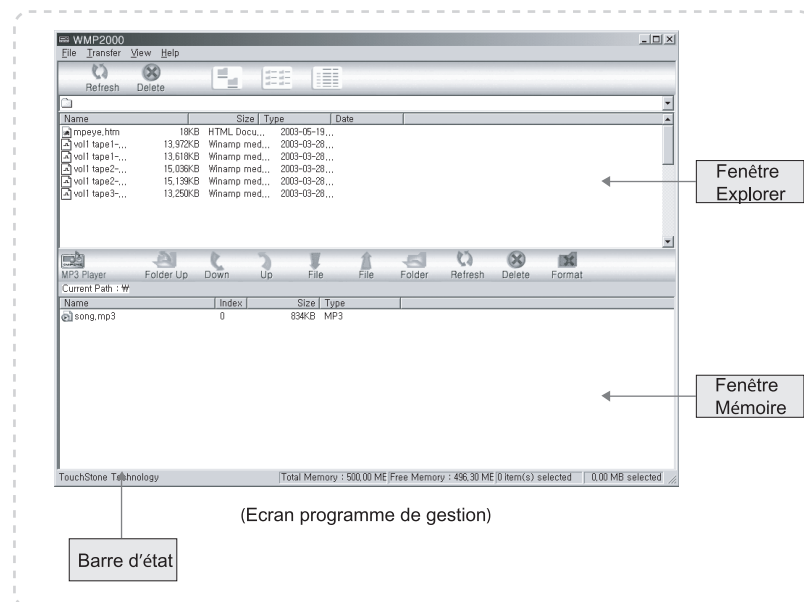 WMP2000
File Transfer View Help
Refresh Delete
Name Size Type Date
mpeye.htm 18KB HTML Docu... 2003-05-19...
vol1 tape1-... 13,972KB Winamp med... 2003-03-28...
vol1 tape1-... 13,618KB Winamp med... 2003-03-28...
vol1 tape2-... 15,036KB Winamp med... 2003-03-28...
vol1 tape2-... 15,139KB Winamp med... 2003-03-28...
vol1 tape3-... 13,250KB Winamp med... 2003-03-28...
Fenêtre
Explorer
MP3 Player Folder Up Down Up File File Folder Refresh Delete Format
Current Path : ₩
Name Index Size Type
song.mp3 0 834KB MP3
Fenêtre
Mémoire
TouchStone Technology Total Memory : 500,00 ME Free Memory : 496,30 ME 0 item(s) selected 0,00 MB selected
(Ecran programme de gestion)
Barre d'état